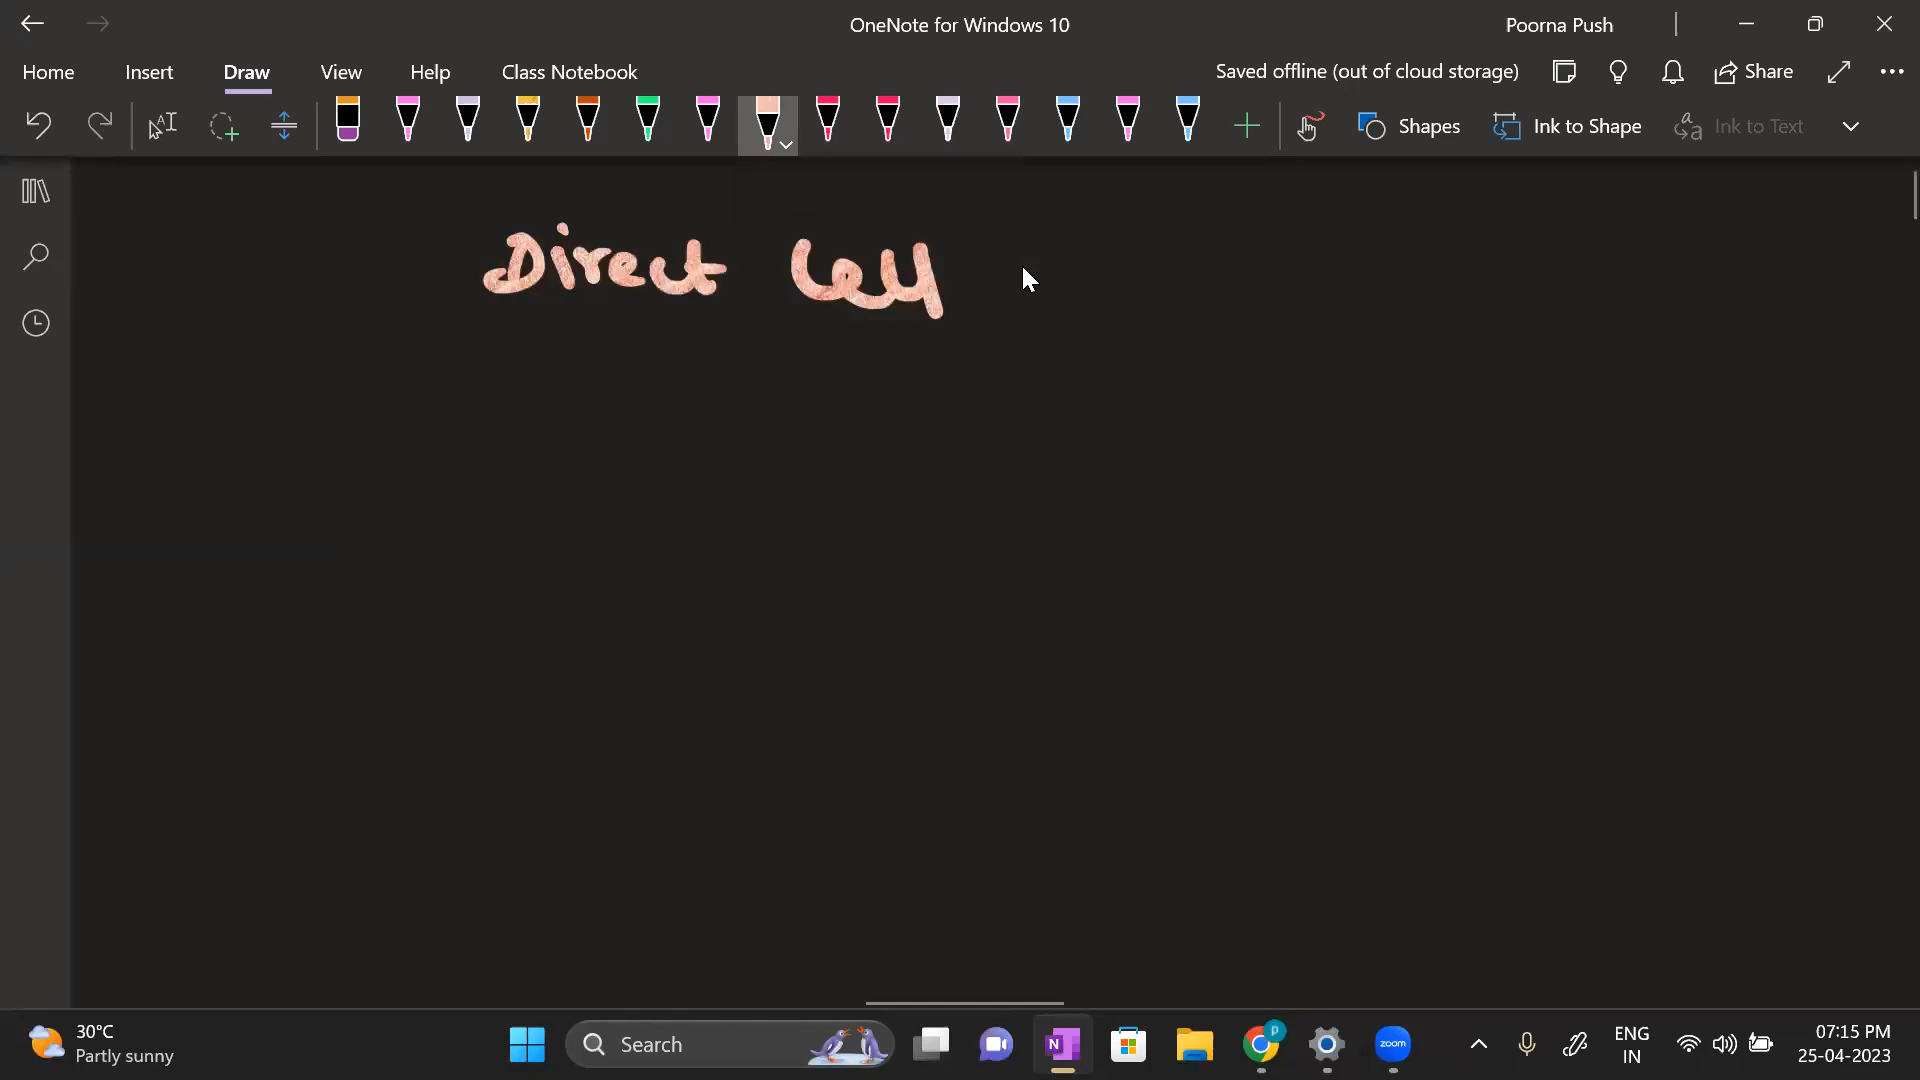 OneNote for Windows 10 Poorna Push
Home Insert Draw View Help Class Notebook Saved offline (out of cloud storage) Share
Shapes Ink to Shape Ink to Text
Direct Cell
30°C
Partly sunny
Search
zoom
ENG
IN
07:15 PM
25-04-2023